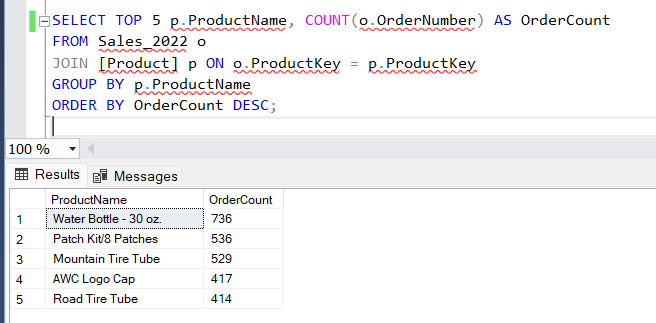 SELECT TOP 5 p.ProductName, COUNT(o.OrderNumber) AS OrderCount
FROM Sales_2022 o
JOIN [Product] p ON o.ProductKey = p.ProductKey
GROUP BY p.ProductName
ORDER BY OrderCount DESC;
100 %
Results Messages
ProductName OrderCount
1 Water Bottle - 30 oz. 736
2 Patch Kit/8 Patches 536
3 Mountain Tire Tube 529
4 AWC Logo Cap 417
5 Road Tire Tube 414